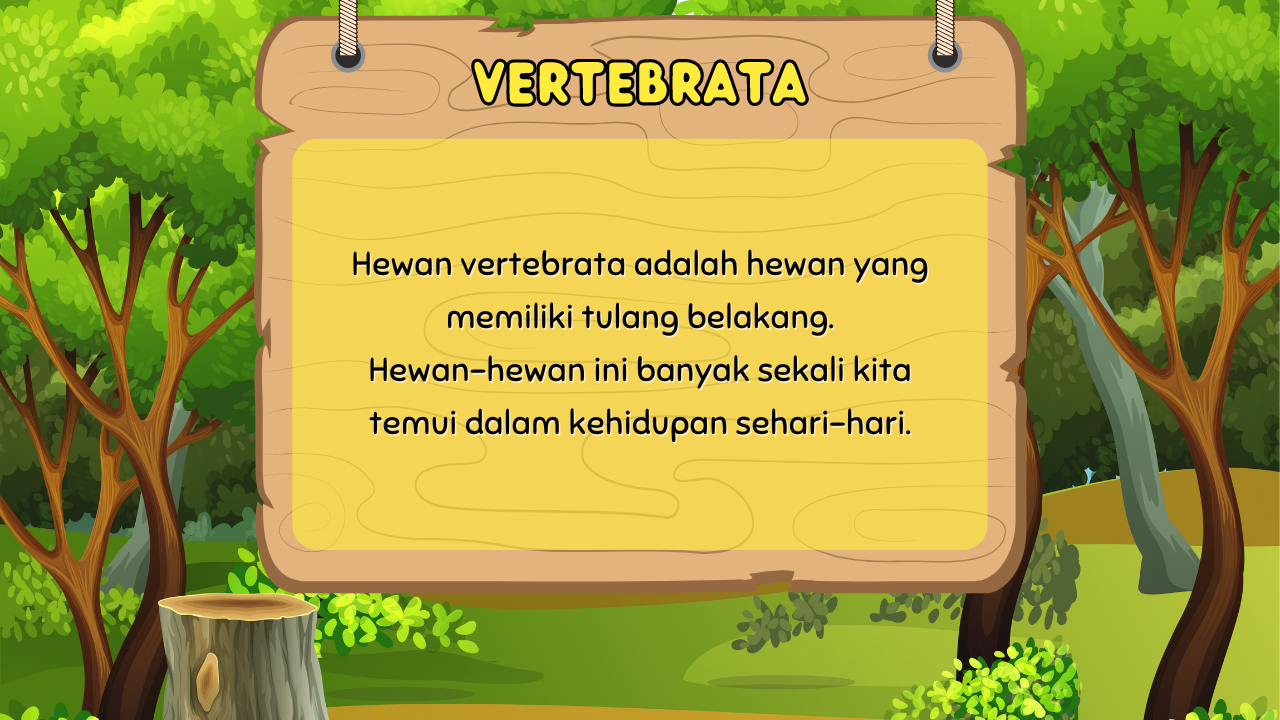 VERTEBRATA
Hewan vertebrata adalah hewan yang
memiliki tulang belakang.
Hewan-hewan ini banyak sekali kita
temui dalam kehidupan sehari-hari.